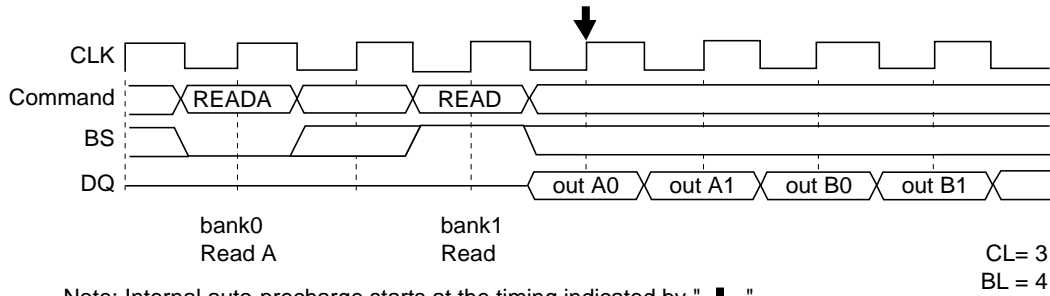 CLK
Command READA READ
BS
DQ out A0 out A1 out B0 out B1
bank0 bank1
Read A Read
CL= 3
BL = 4
Note: Internal auto-precharge starts at the timing indicated by " ".